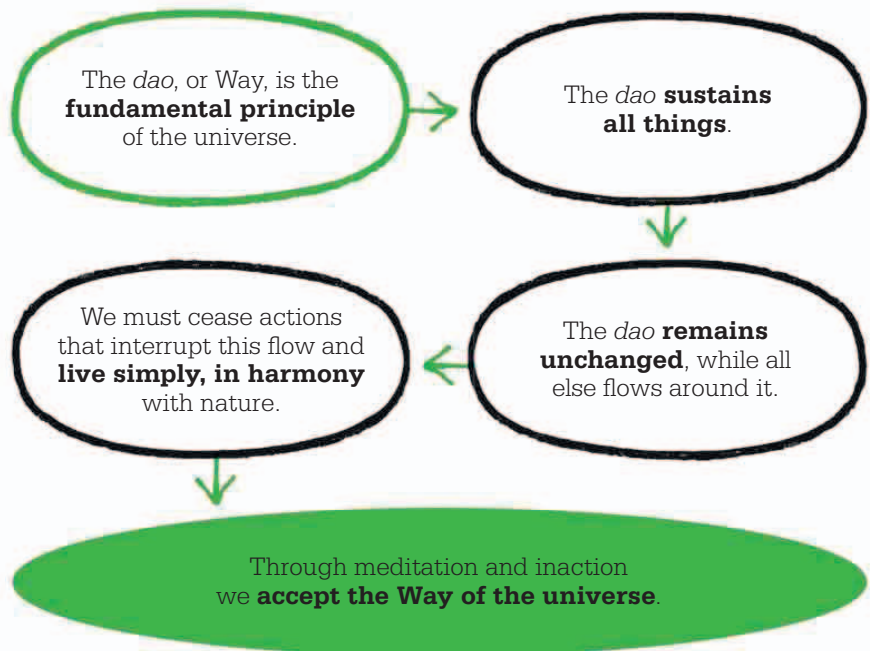 The dao, or Way, is the
fundamental principle
of the universe.
The dao sustains
all things.
The dao remains
unchanged, while all
else flows around it.
We must cease actions
that interrupt this flow and
live simply, in harmony
with nature.
Through meditation and inaction
we accept the Way of the universe.